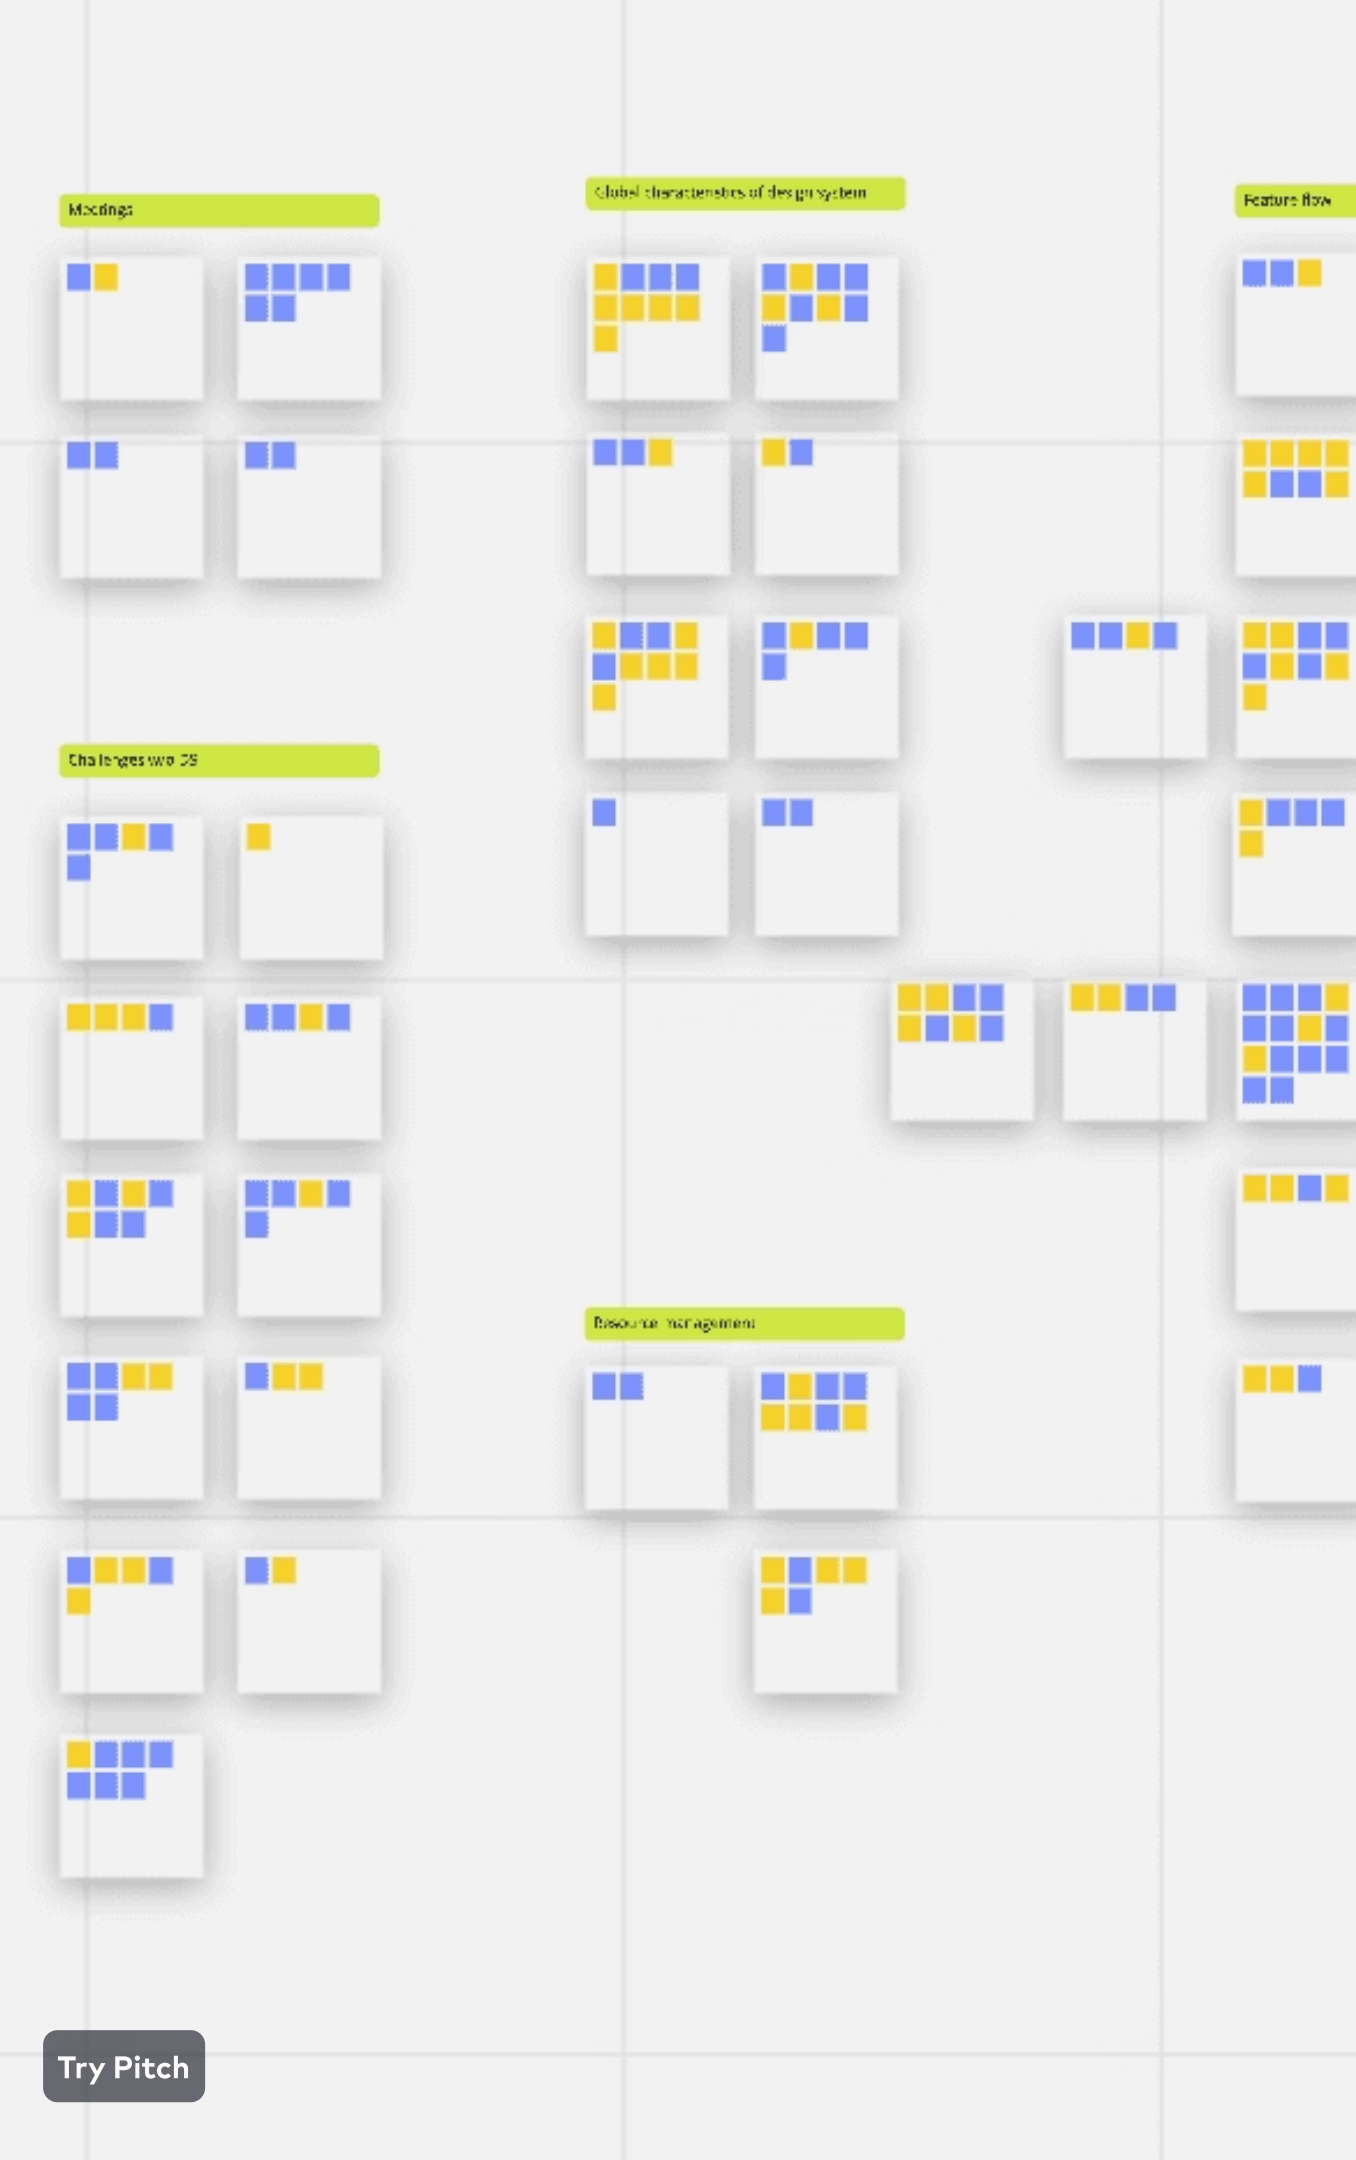 Meetings
Global characteristics of design system
Feature flow
Challenges w/o DS
Resource management
Try Pitch